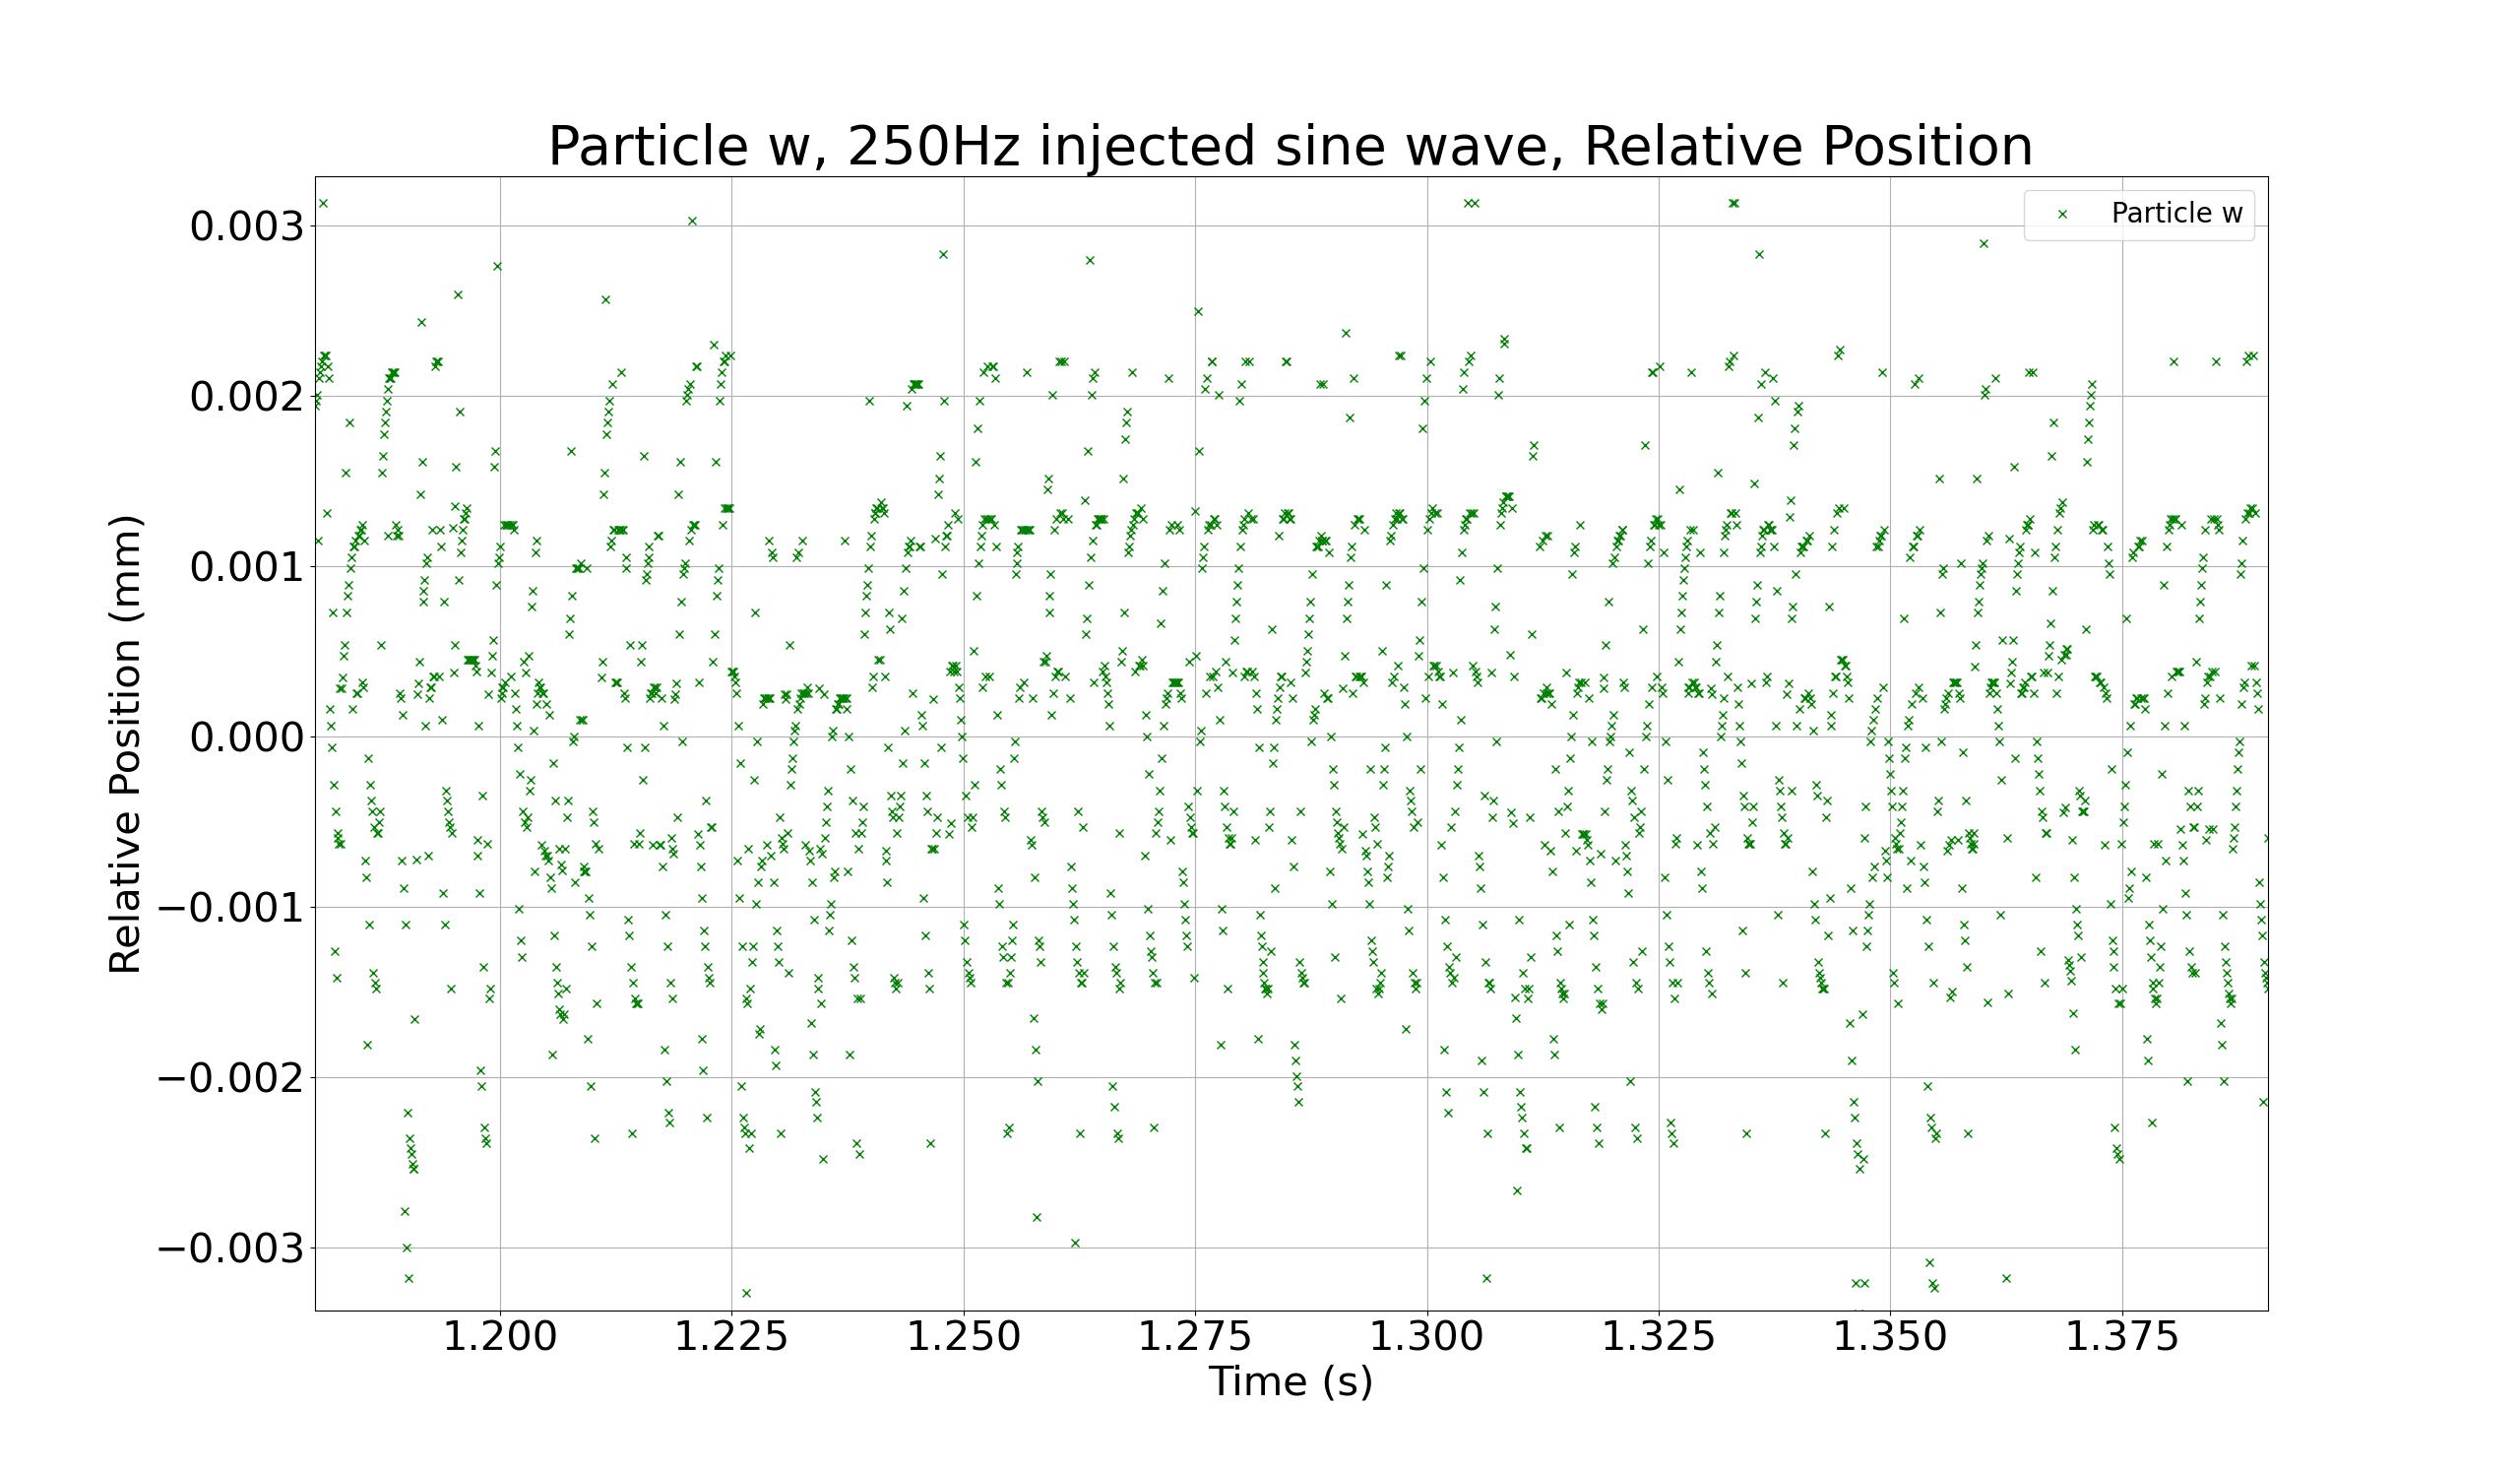 Particle w, 250Hz injected sine wave, Relative Position
Particle w
Relative Position (mm)
0.003
0.002
0.001
0.000
−0.001
−0.002
−0.003
1.200 1.225 1.250 1.275 1.300 1.325 1.350 1.375
Time (s)